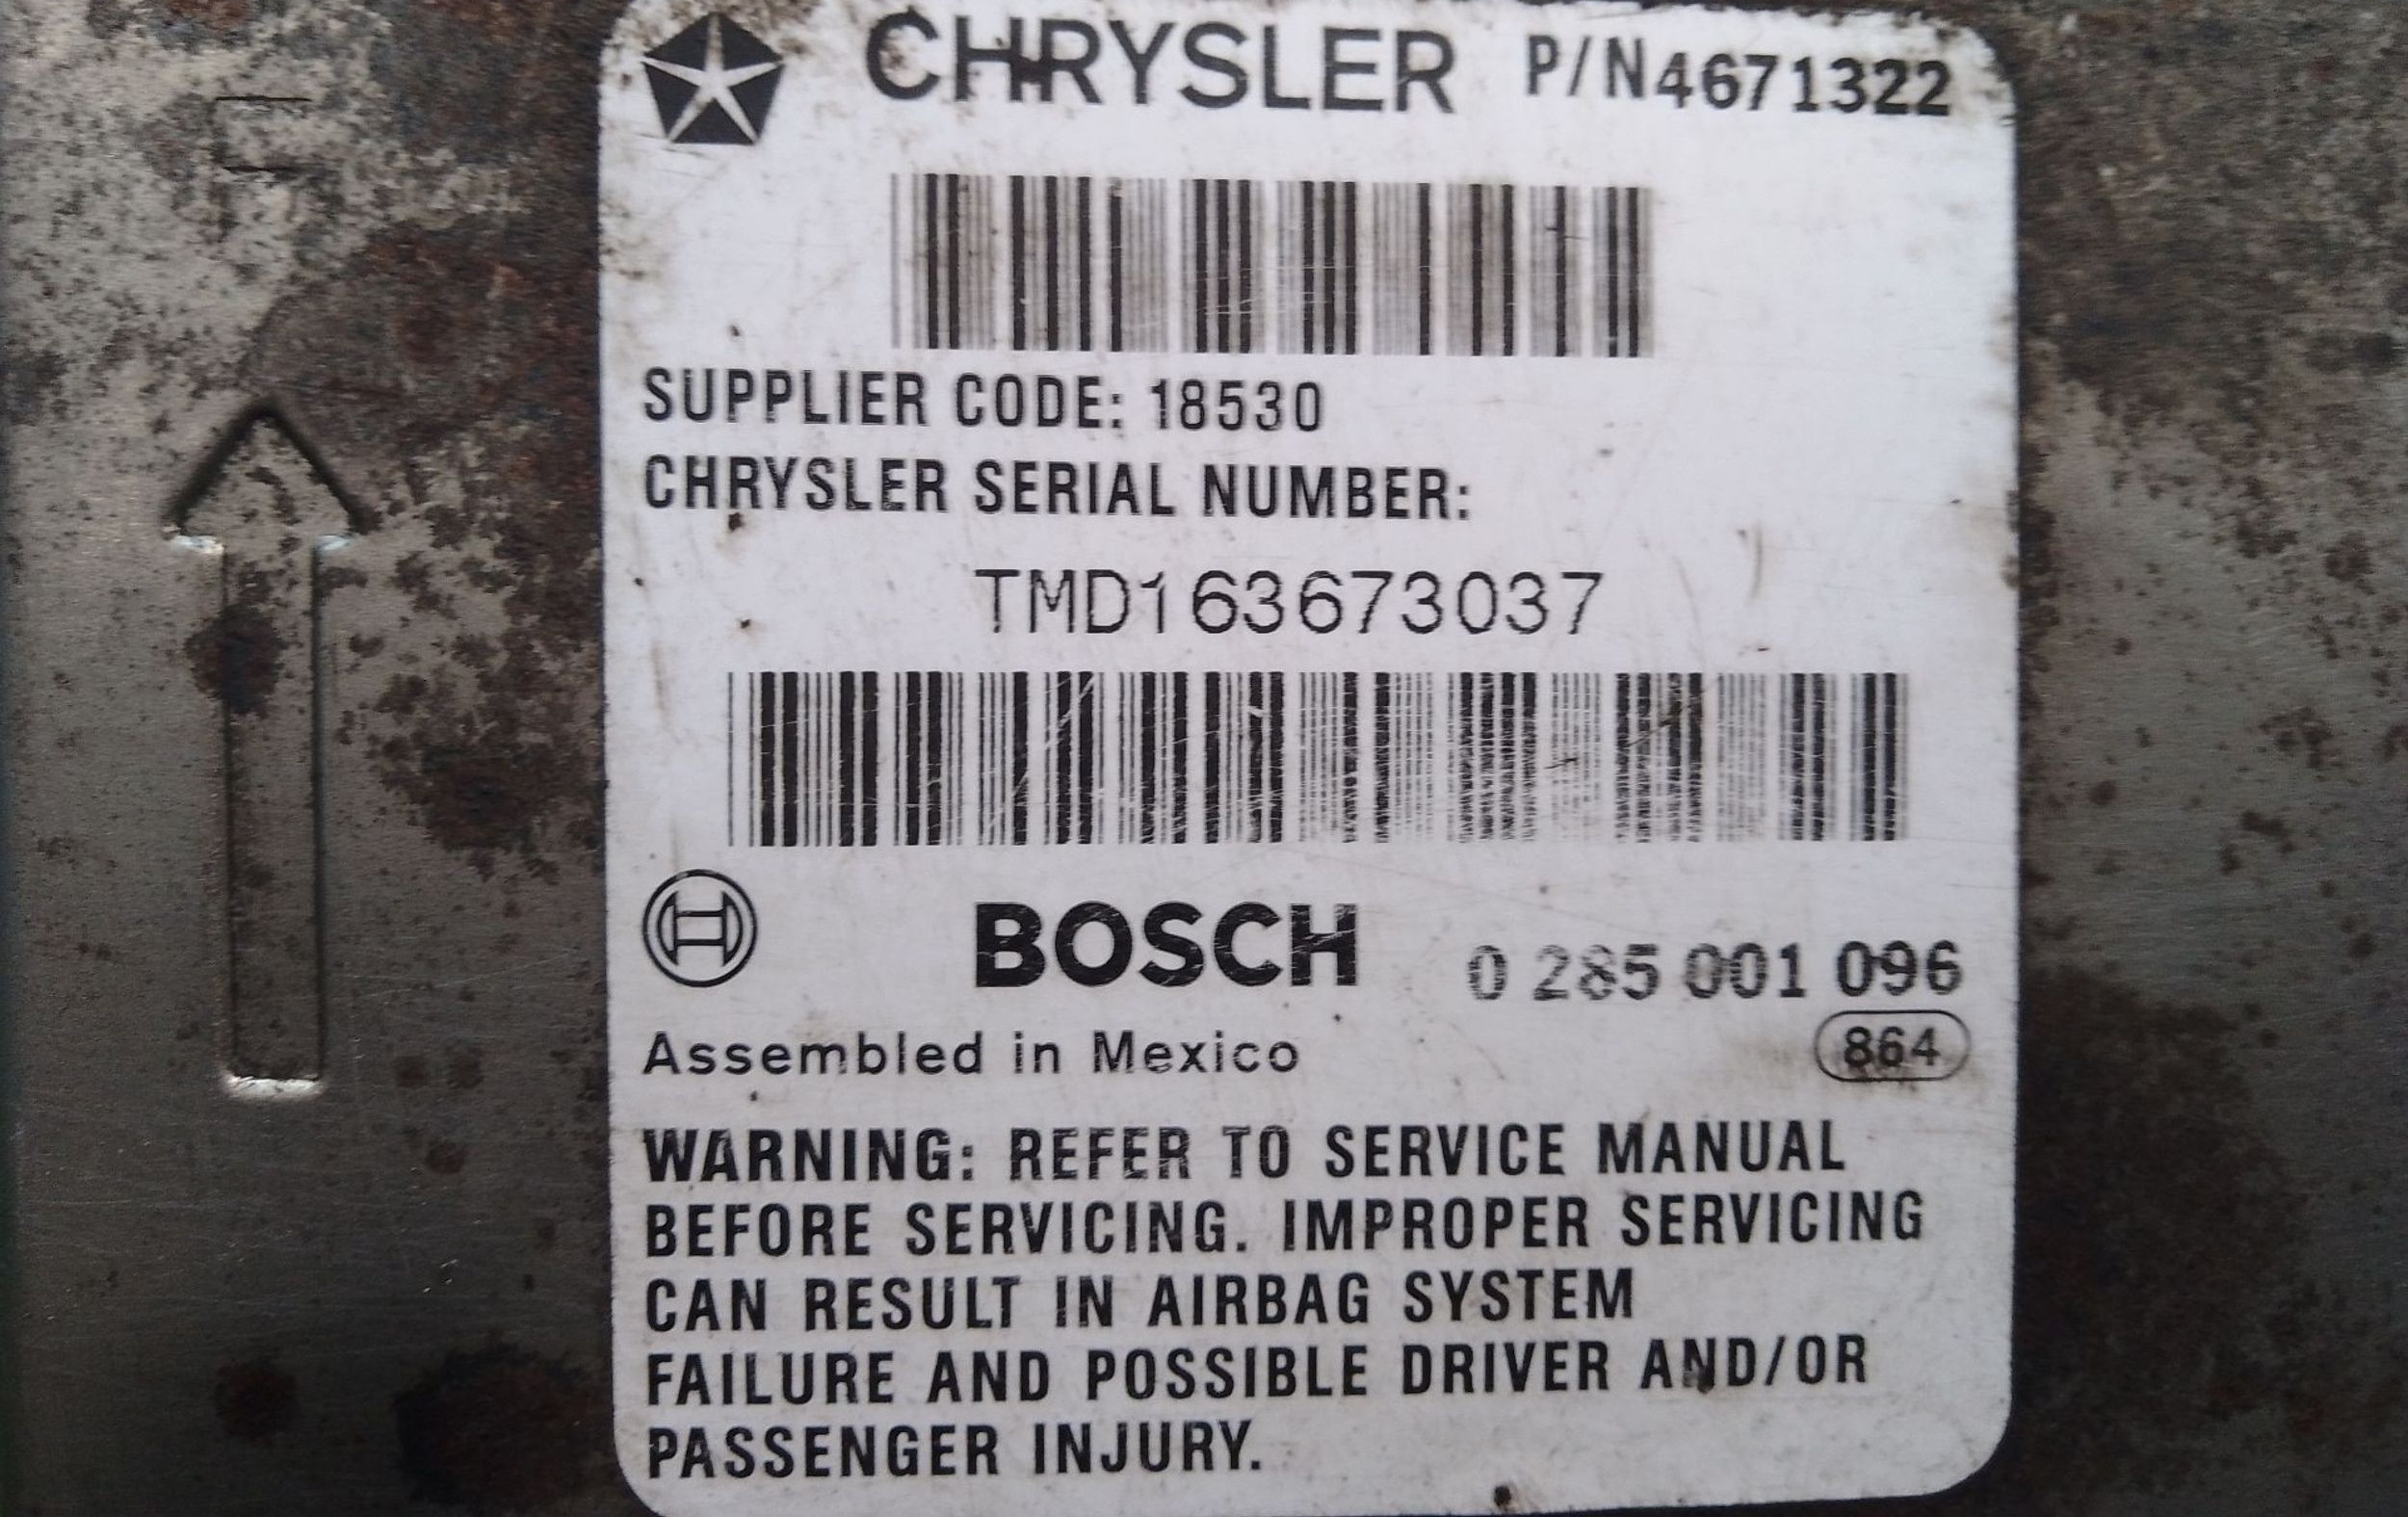 CHRYSLER P/N4671322
SUPPLIER CODE: 18530
CHRYSLER SERIAL NUMBER:
TMD163673037
BOSCH 0 285 001 096
Assembled in Mexico 864
WARNING: REFER TO SERVICE MANUAL
BEFORE SERVICING. IMPROPER SERVICING
CAN RESULT IN AIRBAG SYSTEM
FAILURE AND POSSIBLE DRIVER AND/OR
PASSENGER INJURY.